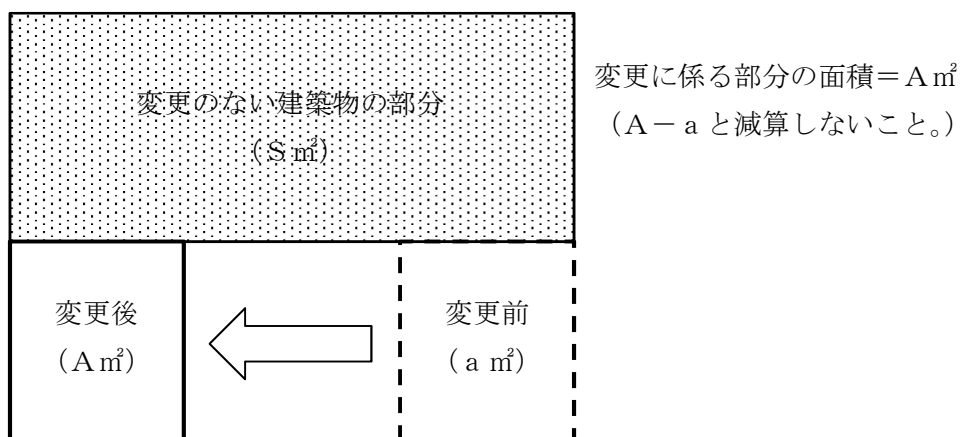 変更のない建築物の部分
（Ｓ㎡）
変更に係る部分の面積＝Ａ㎡
（Ａ－ａと減算しないこと。）
変更後
（Ａ㎡）
変更前
（ａ㎡）